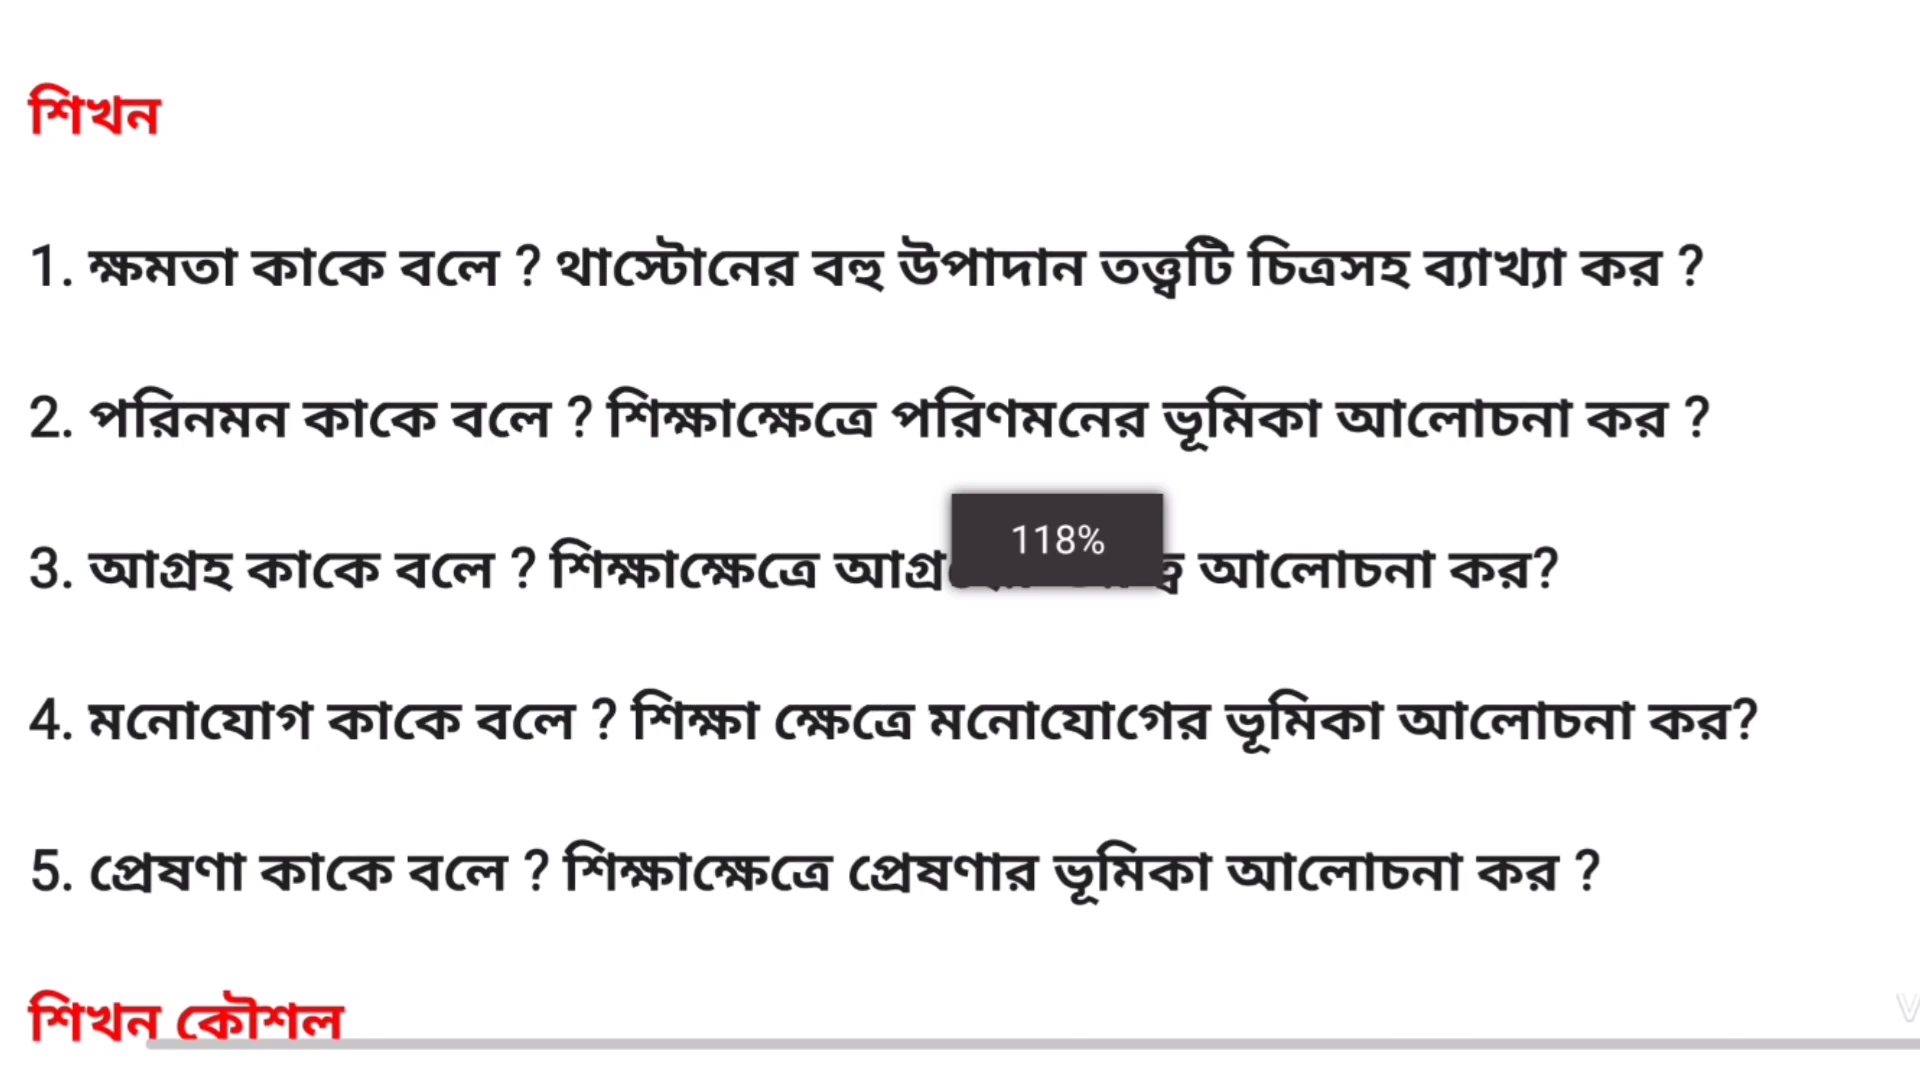 শিখন
1. ক্ষমতা কাকে বলে ? থাস্টোনের বহু উপাদান তত্ত্বটি চিত্রসহ ব্যাখ্যা কর ?
2. পরিনমন কাকে বলে ? শিক্ষাক্ষেত্রে পরিণমনের ভূমিকা আলোচনা কর ?
118%
3. আগ্রহ কাকে বলে ? শিক্ষাক্ষেত্রে আলোচনা কর?
4. মনোযোগ কাকে বলে ? শিক্ষা ক্ষেত্রে মনোযোগের ভূমিকা আলোচনা কর?
5. প্রেষণা কাকে বলে ? শিক্ষাক্ষেত্রে প্রেষণার ভূমিকা আলোচনা কর ?
শিখন কৌশল